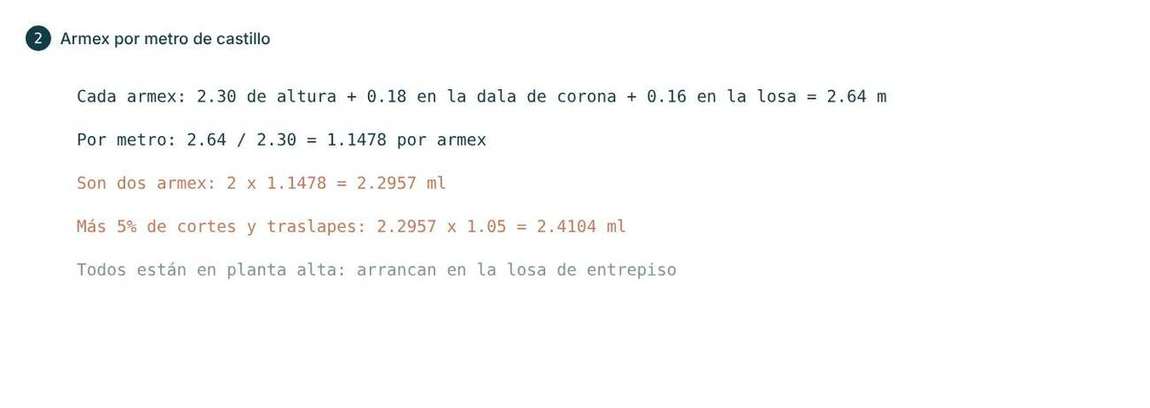 2 Armex por metro de castillo
Cada armex: 2.30 de altura + 0.18 en la dala de corona + 0.16 en la losa = 2.64 m
Por metro: 2.64 / 2.30 = 1.1478 por armex
Son dos armex: 2 x 1.1478 = 2.2957 ml
Más 5% de cortes y traslapes: 2.2957 x 1.05 = 2.4104 ml
Todos están en planta alta: arrancan en la losa de entrepiso